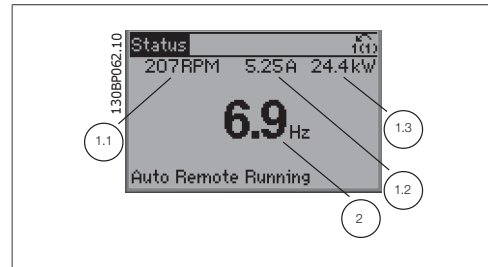 130BP062.10
Status
1(1)
207RPM 5.25A 24.4kW
6.9Hz
Auto Remote Running
1.1
1.3
1.2
2